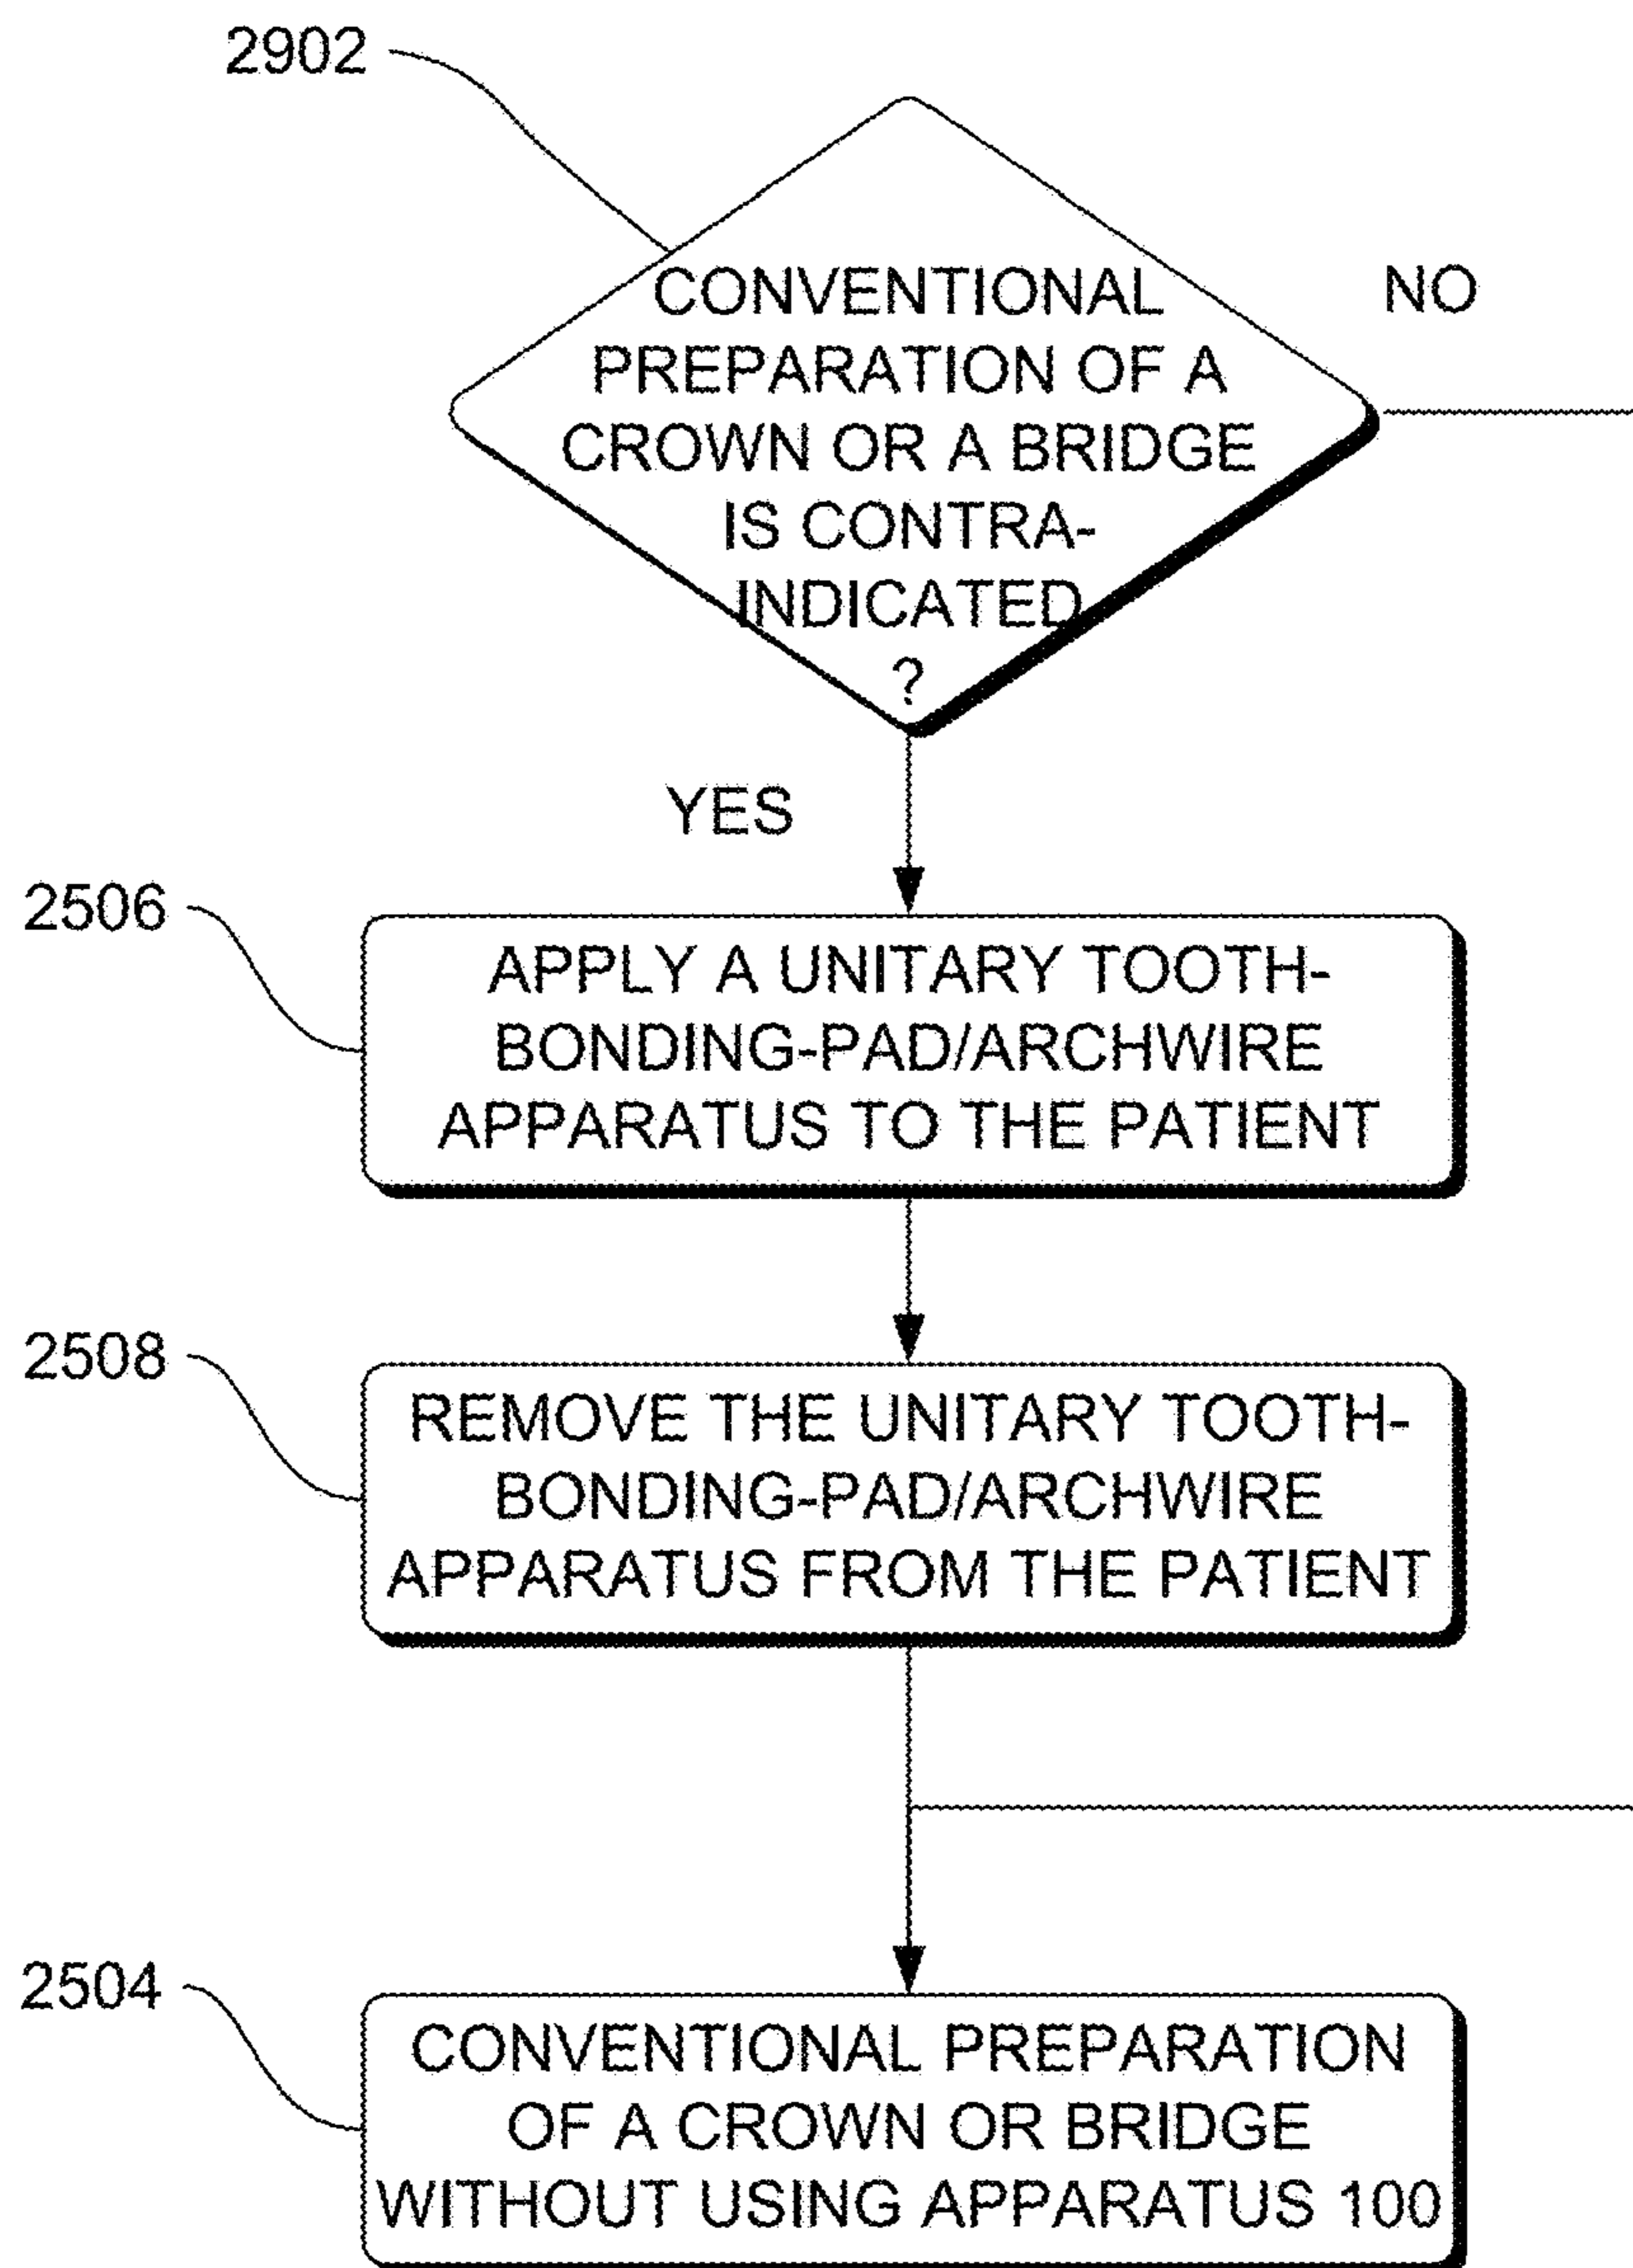 2902
CONVENTIONAL
NO
PREPARATION OF A
CROWN OR A BRIDGE
IS CONTRA-
INDICATED
?
YES
2506
APPLY A UNITARY TOOTH-
BONDING-PAD/ARCHWIRE
APPARATUS TO THE PATIENT
2508
REMOVE THE UNITARY TOOTH-
BONDING-PAD/ARCHWIRE
APPARATUS FROM THE PATIENT
2504
CONVENTIONAL PREPARATION
OF A CROWN OR BRIDGE
WITHOUT USING APPARATUS 100